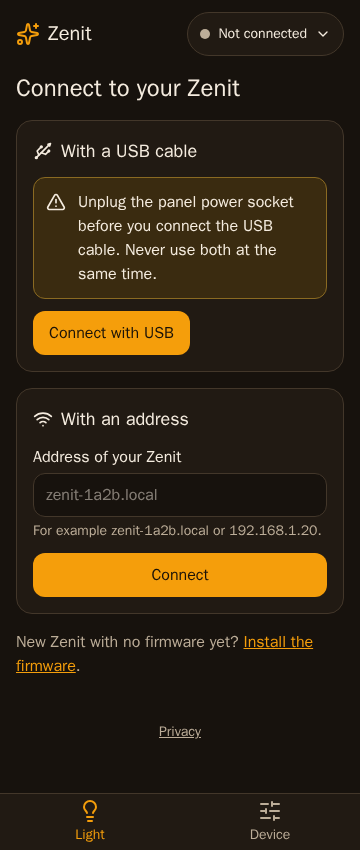 Zenit
Not connected
Connect to your Zenit
With a USB cable
Unplug the panel power socket
before you connect the USB
cable. Never use both at the
same time.
Connect with USB
With an address
Address of your Zenit
zenit-1a2b.local
For example zenit-1a2b.local or 192.168.1.20.
Connect
New Zenit with no firmware yet? Install the
firmware.
Privacy
Light
Device